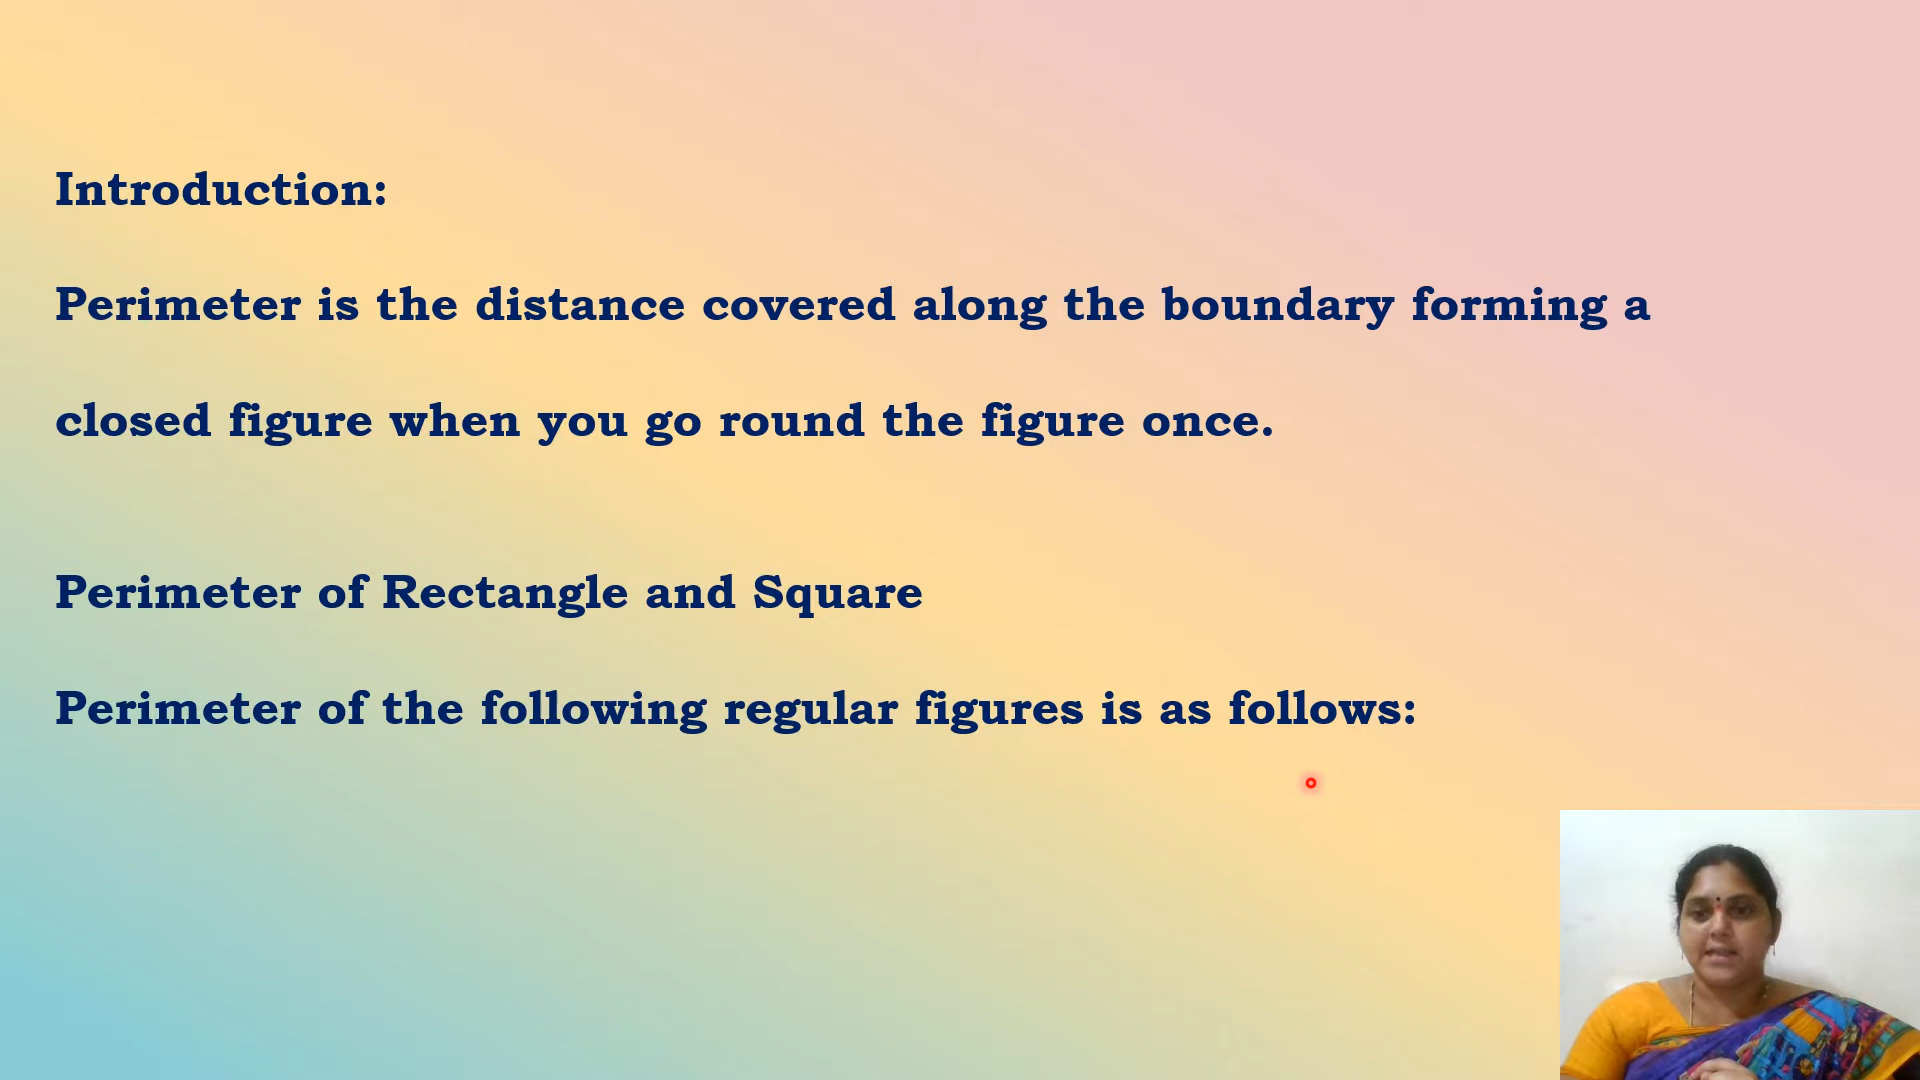 Introduction:
Perimeter is the distance covered along the boundary forming a
closed figure when you go round the figure once.
Perimeter of Rectangle and Square
Perimeter of the following regular figures is as follows: